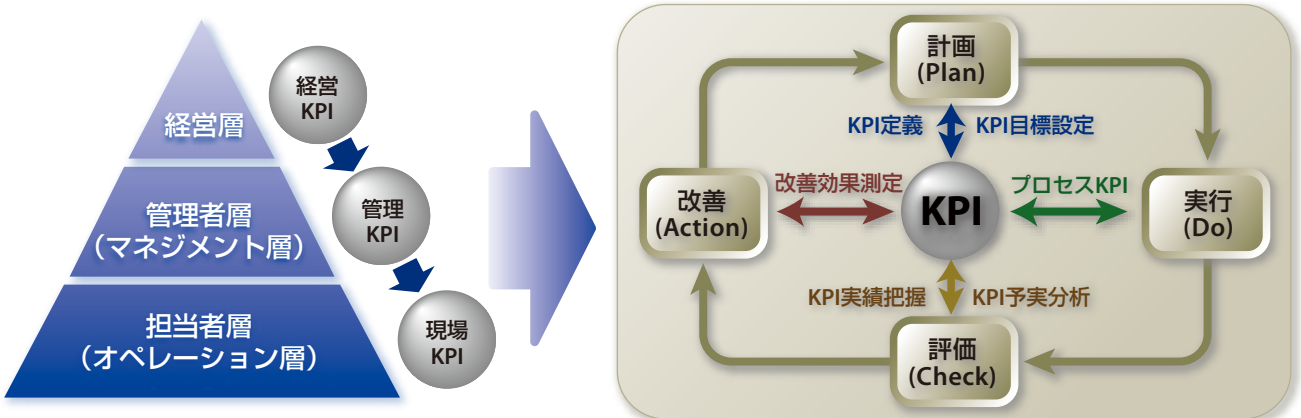 経営層
管理者層
（マネジメント層）
担当者層
（オペレーション層）
経営
KPI
管理
KPI
現場
KPI
計画
(Plan)
KPI定義
KPI目標設定
改善
(Action)
改善効果測定
KPI
プロセスKPI
実行
(Do)
KPI実績把握
KPI予実分析
評価
(Check)